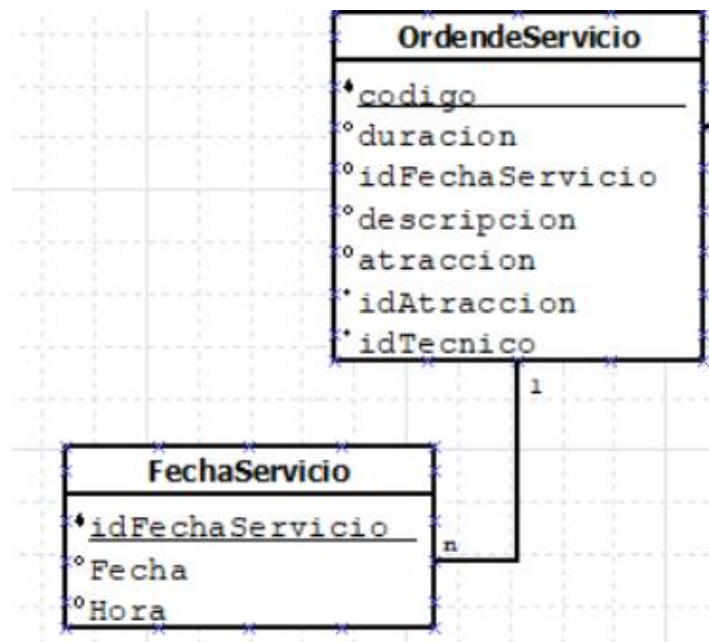 OrdendeServicio
codigo
duracion
idFechaServicio
descripcion
atraccion
idAtraccion
idTecnico
1
FechaServicio
idFechaServicio
n
Fecha
Hora